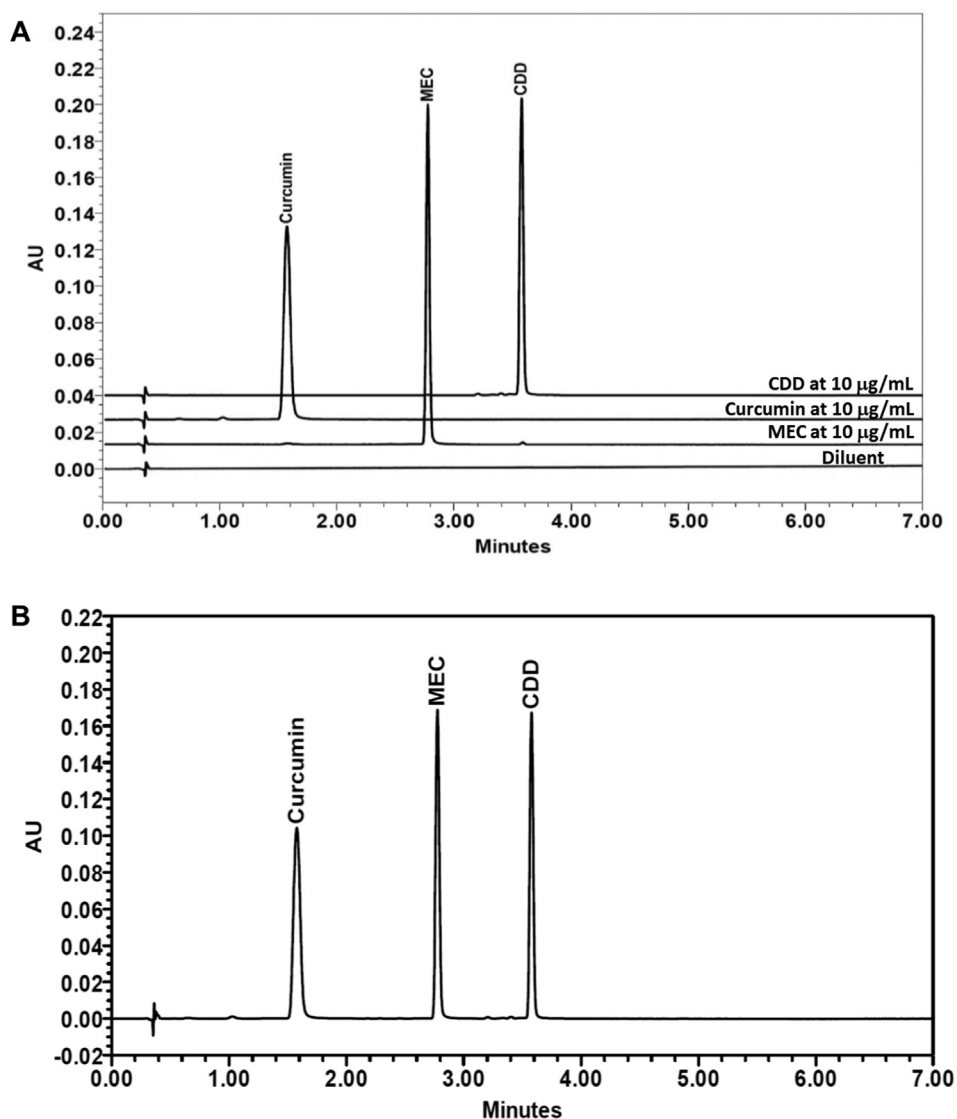 A
0.24
0.22
0.20
0.18
0.16
0.14
0.12
0.10
0.08
0.06
0.04
0.02
0.00
AU
Curcumin
MEC
CDD
CDD at 10 µg/mL
Curcumin at 10 µg/mL
MEC at 10 µg/mL
Diluent
0.00 1.00 2.00 3.00 4.00 5.00 6.00 7.00
Minutes
B
0.22
0.20
0.18
0.16
0.14
0.12
0.10
0.08
0.06
0.04
0.02
0.00
-0.02
AU
Curcumin
MEC
CDD
0.00 1.00 2.00 3.00 4.00 5.00 6.00 7.00
Minutes